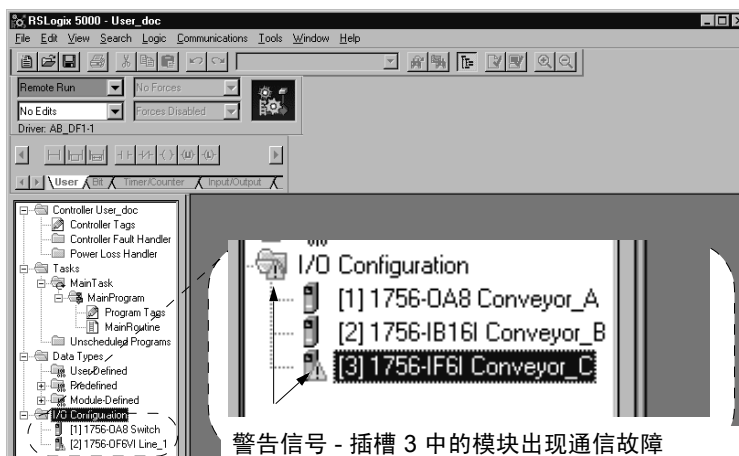 RSLogix 5000 - User_doc
File Edit View Search Logic Communications Tools Window Help
Remote Run No Forces
No Edits Forces Disabled
Driver: AB_DF1-1
User Bit Timer/Counter Input/Output
Controller User_doc
Controller Tags
Controller Fault Handler
Power Loss Handler
Tasks
MainTask
MainProgram
Program Tags
MainRoutine
Unscheduled Programs
Data Types
User-Defined
Predefined
Module-Defined
I/O Configuration
[1] 1756-OA8 Switch
[2] 1756-OF6VI Line_1
I/O Configuration
[1] 1756-OA8 Conveyor_A
[2] 1756-IB16I Conveyor_B
[3] 1756-IF6I Conveyor_C
警告信号 - 插槽 3 中的模块出现通信故障